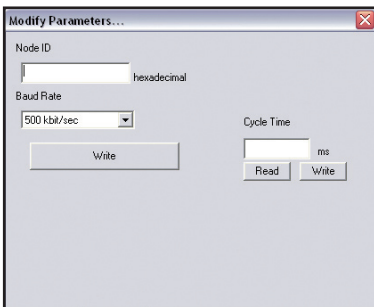 Modify Parameters...
Node ID
hexadecimal
Baud Rate
500 kbit/sec
Write
Cycle Time
ms
Read Write